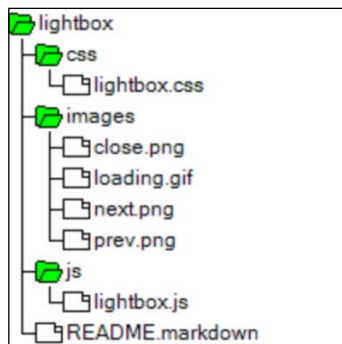 lightbox
css
lightbox.css
images
close.png
loading.gif
next.png
prev.png
js
lightbox.js
README.markdown